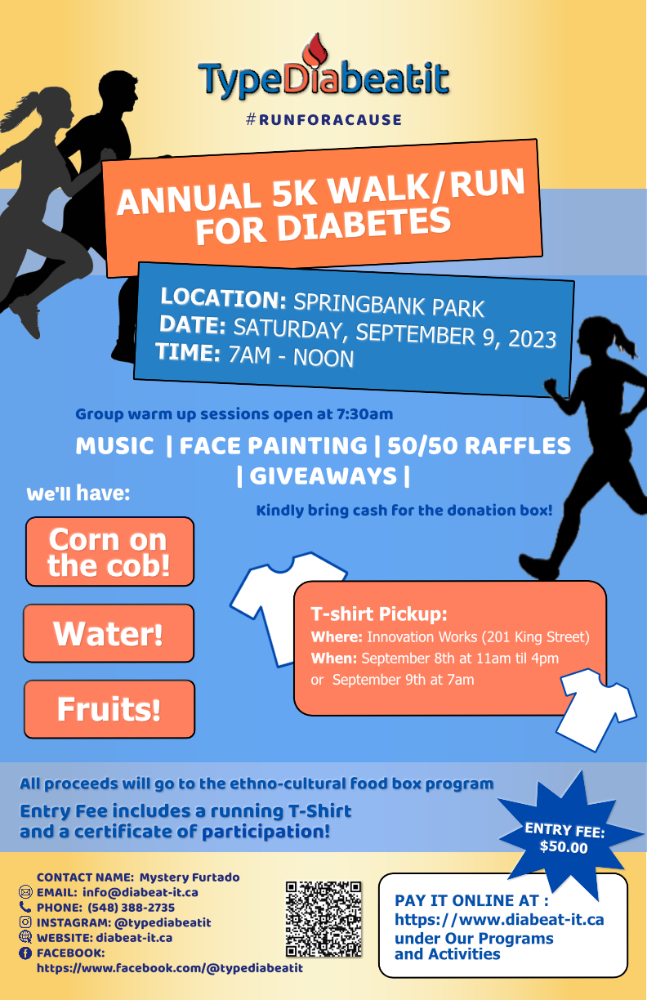 TypeDiabeat-it
#RUNFORACAUSE
ANNUAL 5K WALK/RUN
FOR DIABETES
LOCATION: SPRINGBANK PARK
DATE: SATURDAY, SEPTEMBER 9, 2023
TIME: 7AM - NOON
Group warm up sessions open at 7:30am
MUSIC | FACE PAINTING | 50/50 RAFFLES
| GIVEAWAYS |
We'll have:
Kindly bring cash for the donation box!
Corn on
the cob!
Water!
Fruits!
T-shirt Pickup:
Where: Innovation Works (201 King Street)
When: September 8th at 11am til 4pm
or September 9th at 7am
All proceeds will go to the ethno-cultural food box program
Entry Fee includes a running T-Shirt
and a certificate of participation!
ENTRY FEE:
$50.00
CONTACT NAME: Mystery Furtado
EMAIL: info@diabeat-it.ca
PHONE: (548) 388-2735
INSTAGRAM: @typediabeatit
WEBSITE: diabeat-it.ca
FACEBOOK:
https://www.facebook.com/@typediabeatit
PAY IT ONLINE AT :
https://www.diabeat-it.ca
under Our Programs
and Activities